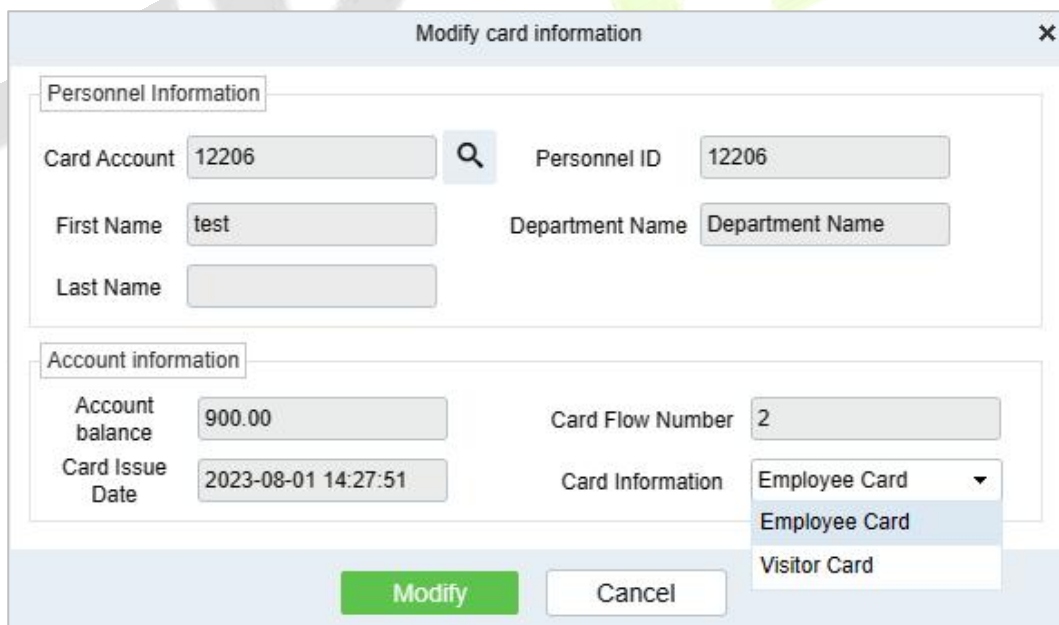 Modify card information
Personnel Information
Card Account 12206 Personnel ID 12206
First Name test Department Name Department Name
Last Name
Account information
Account balance 900.00 Card Flow Number 2
Card Issue Date 2023-08-01 14:27:51 Card Information Employee Card
Employee Card
Visitor Card
Modify Cancel